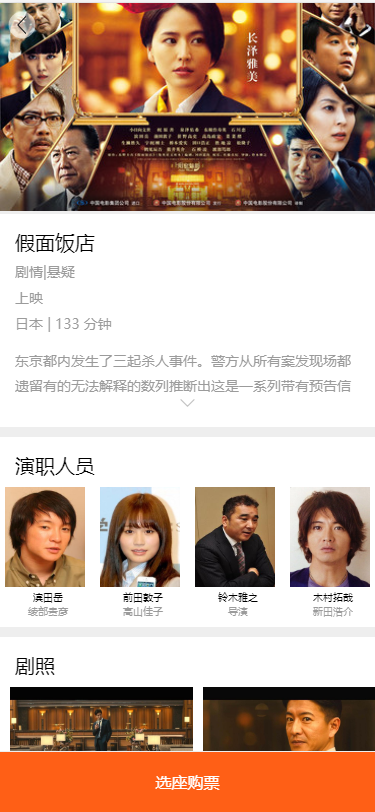 长泽雅美
假面饭店
剧情|悬疑
上映
日本 | 133 分钟
东京都内发生了三起杀人事件。警方从所有案发现场都
遗留有的无法解释的数列推断出这是一系列带有预告信
演职人员
滨田岳
前田敦子
铃木雅之
木村拓哉
绫部贵彦
高山佳子
导演
新田浩介
剧照
选座购票